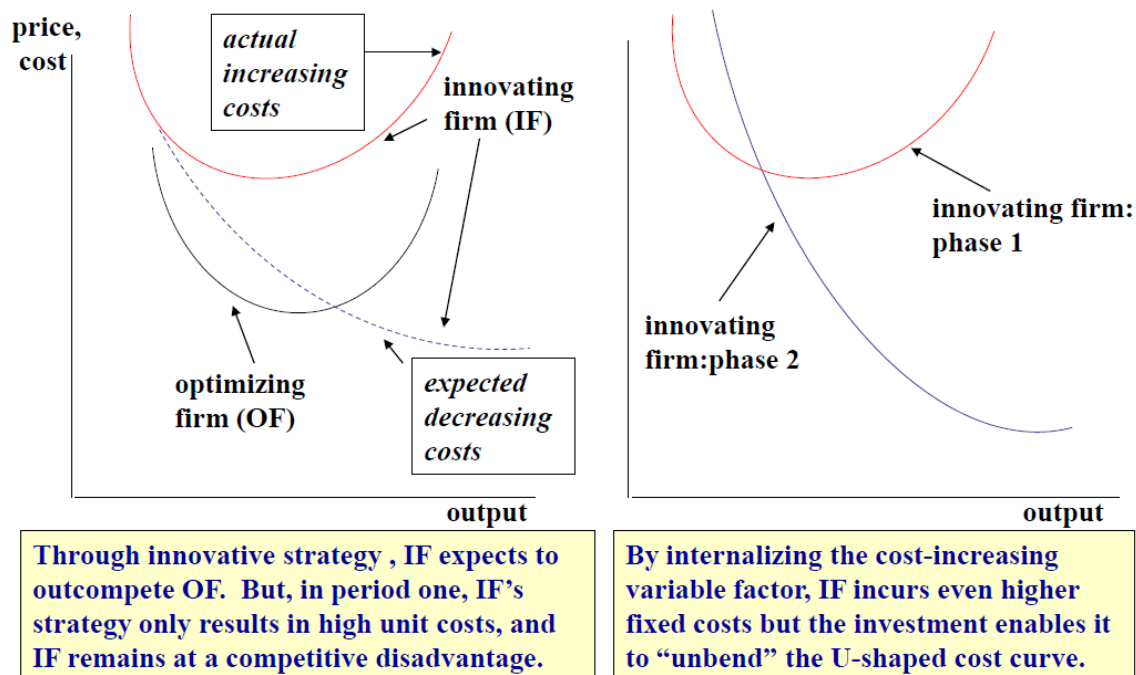 price,
cost
actual
increasing
costs
innovating
firm (IF)
optimizing
firm (OF)
expected
decreasing
costs
output
Through innovative strategy , IF expects to
outcompete OF.  But, in period one, IF’s
strategy only results in high unit costs, and
IF remains at a competitive disadvantage.
innovating firm:
phase 1
innovating
firm:phase 2
output
By internalizing the cost-increasing
variable factor, IF incurs even higher
fixed costs but the investment enables it
to “unbend” the U-shaped cost curve.